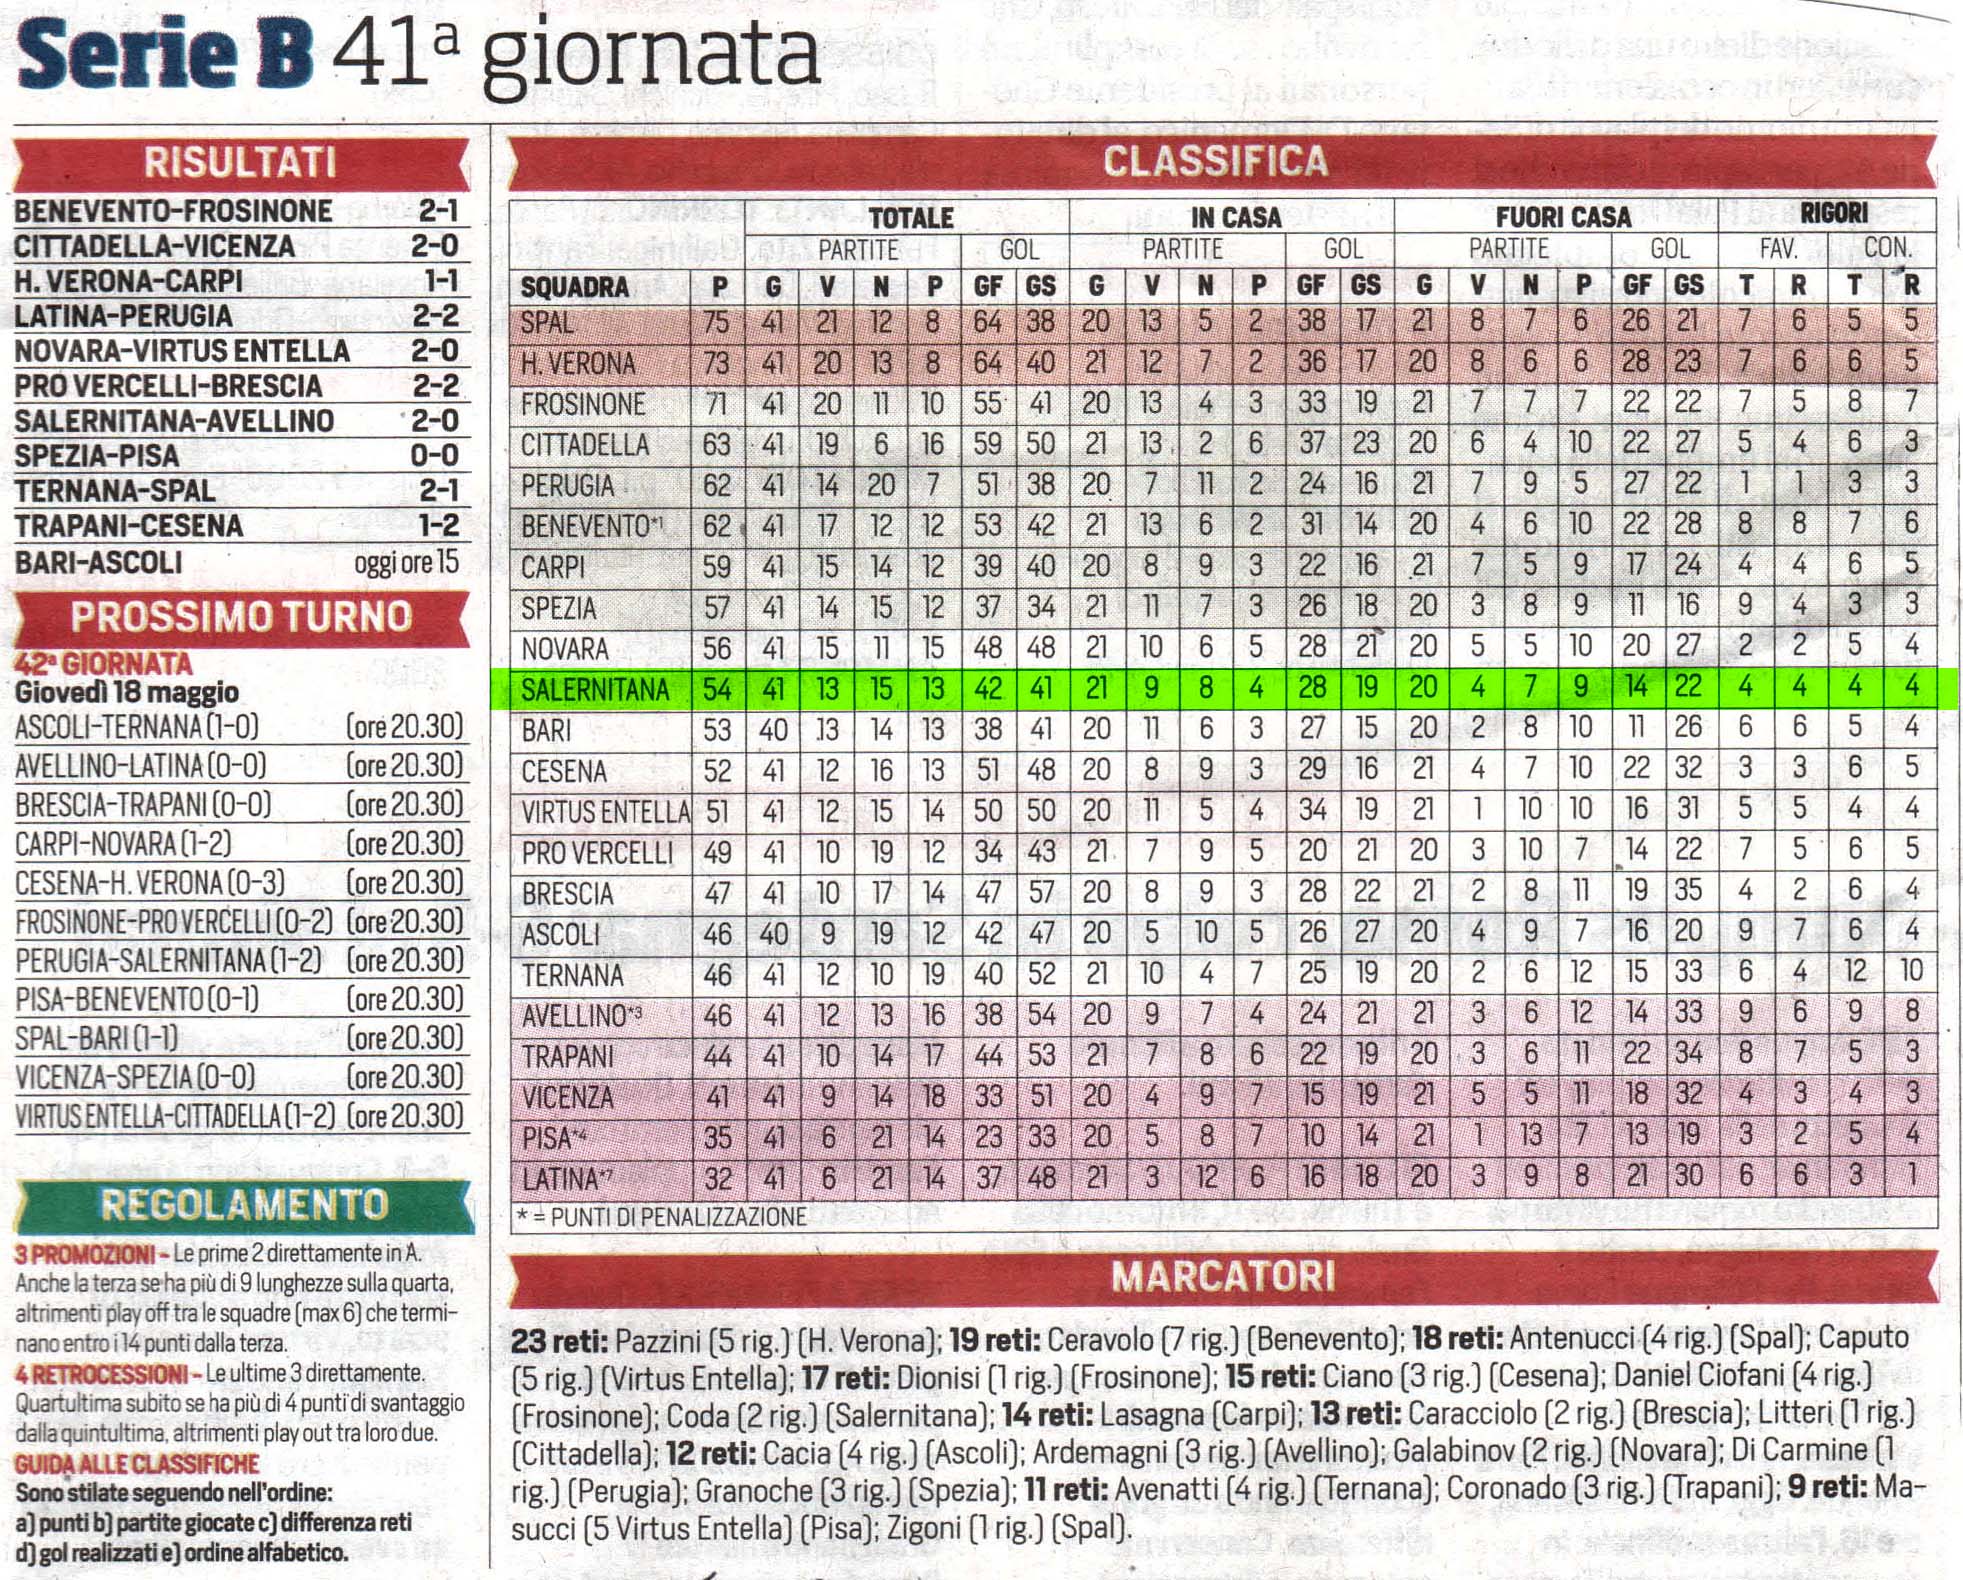 Serie B 41ª giornata
RISULTATI
BENEVENTO-FROSINONE 2-1
CITTADELLA-VICENZA 2-0
H. VERONA-CARPI 1-1
LATINA-PERUGIA 2-2
NOVARA-VIRTUS ENTELLA 2-0
PRO VERCELLI-BRESCIA 2-2
SALERNITANA-AVELLINO 2-0
SPEZIA-PISA 0-0
TERNANA-SPAL 2-1
TRAPANI-CESENA 1-2
BARI-ASCOLI oggi ore 15
PROSSIMO TURNO
42ª GIORNATA
Giovedì 18 maggio
ASCOLI-TERNANA (1-0) (ore 20.30)
AVELLINO-LATINA (0-0) (ore 20.30)
BRESCIA-TRAPANI (0-0) (ore 20.30)
CARPI-NOVARA (1-2) (ore 20.30)
CESENA-H. VERONA (0-3) (ore 20.30)
FROSINONE-PRO VERCELLI (0-2) (ore 20.30)
PERUGIA-SALERNITANA (1-2) (ore 20.30)
PISA-BENEVENTO (0-1) (ore 20.30)
SPAL-BARI (1-1) (ore 20.30)
VICENZA-SPEZIA (0-0) (ore 20.30)
VIRTUS ENTELLA-CITTADELLA (1-2) (ore 20.30)
REGOLAMENTO
3 PROMOZIONI - Le prime 2 direttamente in A.
Anche la terza se ha più di 9 lunghezze sulla quarta,
altrimenti play off tra le squadre (max 6) che termi-
nano entro i 14 punti dalla terza.
4 RETROCESSIONI - Le ultime 3 direttamente.
Quartultima subito se ha più di 4 punti di svantaggio
dalla quintultima, altrimenti play out tra loro due.
GUIDA ALLE CLASSIFICHE
Sono stilate seguendo nell'ordine:
a) punti b) partite giocate c) differenza reti
d) gol realizzati e) ordine alfabetico.
CLASSIFICA
TOTALE IN CASA FUORI CASA RIGORI
PARTITE GOL PARTITE GOL PARTITE GOL FAV. CON.
SQUADRA P G V N P GF GS G V N P GF GS G V N P GF GS T R T R
SPAL 75 41 21 12 8 64 38 20 13 5 2 38 17 21 8 7 6 26 21 7 6 5 5
H. VERONA 73 41 20 13 8 64 40 21 12 7 2 36 17 20 8 6 6 28 23 7 6 6 5
FROSINONE 71 41 20 11 10 55 41 20 13 4 3 33 19 21 7 7 7 22 22 7 5 8 7
CITTADELLA 63 41 19 6 16 59 50 21 13 2 6 37 23 20 6 4 10 22 27 5 4 6 3
PERUGIA 62 41 14 20 7 51 38 20 7 11 2 24 16 21 7 9 5 27 22 1 1 3 3
BENEVENTO*1 62 41 17 12 12 53 42 21 13 6 2 31 14 20 4 6 10 22 28 8 8 7 6
CARPI 59 41 15 14 12 39 40 20 8 9 3 22 16 21 7 5 9 17 24 4 4 6 5
SPEZIA 57 41 14 15 12 37 34 21 11 7 3 26 18 20 3 8 9 11 16 9 4 3 3
NOVARA 56 41 15 11 15 48 48 21 10 6 5 28 21 20 5 5 10 20 27 2 2 5 4
SALERNITANA 54 41 13 15 13 42 41 21 9 8 4 28 19 20 4 7 9 14 22 4 4 4 4
BARI 53 40 13 14 13 38 41 20 11 6 3 27 15 20 2 8 10 11 26 6 6 5 4
CESENA 52 41 12 16 13 51 48 20 8 9 3 29 16 21 4 7 10 22 32 3 3 6 5
VIRTUS ENTELLA 51 41 12 15 14 50 50 20 11 5 4 34 19 21 1 10 10 16 31 5 5 4 4
PRO VERCELLI 49 41 10 19 12 34 43 21 7 9 5 20 21 20 3 10 7 14 22 7 5 6 5
BRESCIA 47 41 10 17 14 47 57 20 8 9 3 28 22 21 2 8 11 19 35 4 2 6 4
ASCOLI 46 40 9 19 12 42 47 20 5 10 5 26 27 20 4 9 7 16 20 9 7 6 4
TERNANA 46 41 12 10 19 40 52 21 10 4 7 25 19 20 2 6 12 15 33 6 4 12 10
AVELLINO*3 46 41 12 13 16 38 54 20 9 7 4 24 21 21 3 6 12 14 33 9 6 9 8
TRAPANI 44 41 10 14 17 44 53 21 7 8 6 22 19 20 3 6 11 22 34 8 7 5 3
VICENZA 41 41 9 14 18 33 51 20 4 9 7 15 19 21 5 5 11 18 32 4 3 4 3
PISA*4 35 41 6 21 14 23 33 20 5 8 7 10 14 21 1 13 7 13 19 3 2 5 4
LATINA*7 32 41 6 21 14 37 48 21 3 12 6 16 18 20 3 9 8 21 30 6 6 3 1
* = PUNTI DI PENALIZZAZIONE
MARCATORI
23 reti: Pazzini (5 rig.) (H. Verona); 19 reti: Ceravolo (7 rig.) (Benevento); 18 reti: Antenucci (4 rig.) (Spal); Caputo
(5 rig.) (Virtus Entella); 17 reti: Dionisi (1 rig.) (Frosinone); 15 reti: Ciano (3 rig.) (Cesena); Daniel Ciofani (4 rig.)
(Frosinone); Coda (2 rig.) (Salernitana); 14 reti: Lasagna (Carpi); 13 reti: Caracciolo (2 rig.) (Brescia); Litteri (1 rig.)
(Cittadella); 12 reti: Cacia (4 rig.) (Ascoli); Ardemagni (3 rig.) (Avellino); Galabinov (2 rig.) (Novara); Di Carmine (1
rig.) (Perugia); Granoche (3 rig.) (Spezia); 11 reti: Avenatti (4 rig.) (Ternana); Coronado (3 rig.) (Trapani); 9 reti: Ma-
succi (5 Virtus Entella) (Pisa); Zigoni (1 rig.) (Spal).